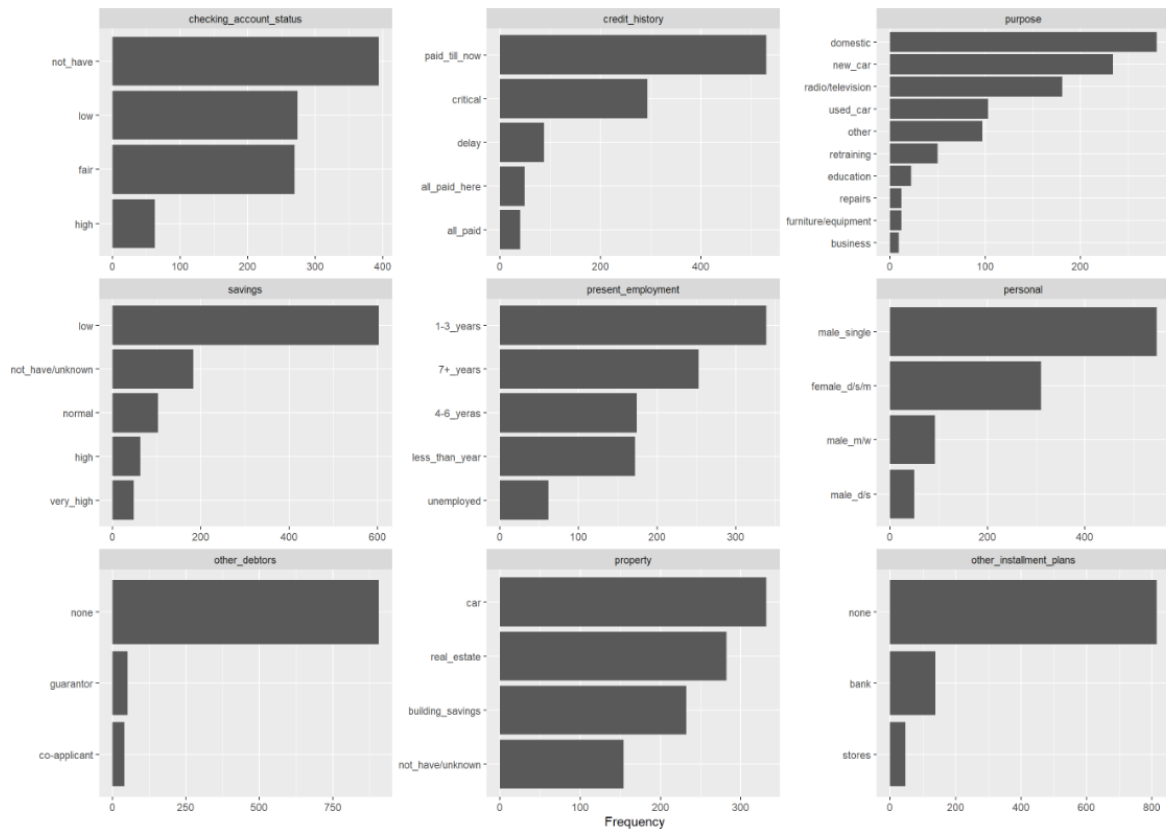 checking_account_status
not_have
low
fair
high
0 100 200 300 400
credit_history
paid_till_now
critical
delay
all_paid_here
all_paid
0 200 400
purpose
domestic
new_car
radio/television
used_car
other
retraining
education
repairs
furniture/equipment
business
0 100 200
savings
low
not_have/unknown
normal
high
very_high
0 200 400 600
present_employment
1-3_years
7+_years
4-6_yeras
less_than_year
unemployed
0 100 200 300
personal
male_single
female_d/s/m
male_m/w
male_d/s
0 200 400
other_debtors
none
guarantor
co-applicant
0 250 500 750
property
car
real_estate
building_savings
not_have/unknown
0 100 200 300
other_installment_plans
none
bank
stores
0 200 400 600 800
Frequency